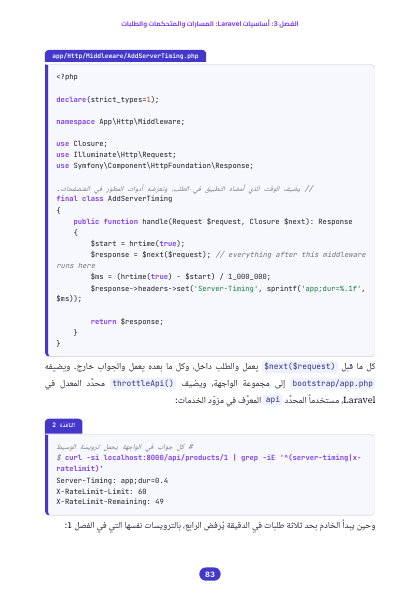 الفصل 3: أساسيات Laravel: المسارات والمتحكمات والطلبات
app/Http/Middleware/AddServerTiming.php
<?php
declare(strict_types=1);
namespace App\Http\Middleware;
use Closure;
use Illuminate\Http\Request;
use Symfony\Component\HttpFoundation\Response;
// يضيف الوقت الذي أمضاه التطبيق في الطلب، وتعرضه أدوات المطور في المتصفحات.
final class AddServerTiming
{
public function handle(Request $request, Closure $next): Response
{
$start = hrtime(true);
$response = $next($request); // everything after this middleware
runs here
$ms = (hrtime(true) - $start) / 1_000_000;
$response->headers->set('Server-Timing', sprintf('app;dur=%.1f',
$ms));
return $response;
}
}
كل ما قبل $next($request) يعمل والطلب داخل، وكل ما بعده يعمل والجواب خارج. ويضيفه
bootstrap/app.php إلى مجموعة الواجهة، ويضيف throttleApi() محدِّد المعدل في
Laravel، مستخدماً المحدِّد api المعرَّف في مزوّد الخدمات:
النافذة 2
# كل جواب في الواجهة يحمل ترويسة الوسيط
$ curl -si localhost:8000/api/products/1 | grep -iE '^(server-timing|x-
ratelimit)'
Server-Timing: app;dur=0.4
X-RateLimit-Limit: 60
X-RateLimit-Remaining: 49
وحين يبدأ الخادم بحد ثلاثة طلبات في الدقيقة يُرفض الرابع، بالترويسات نفسها التي في الفصل 1:
83